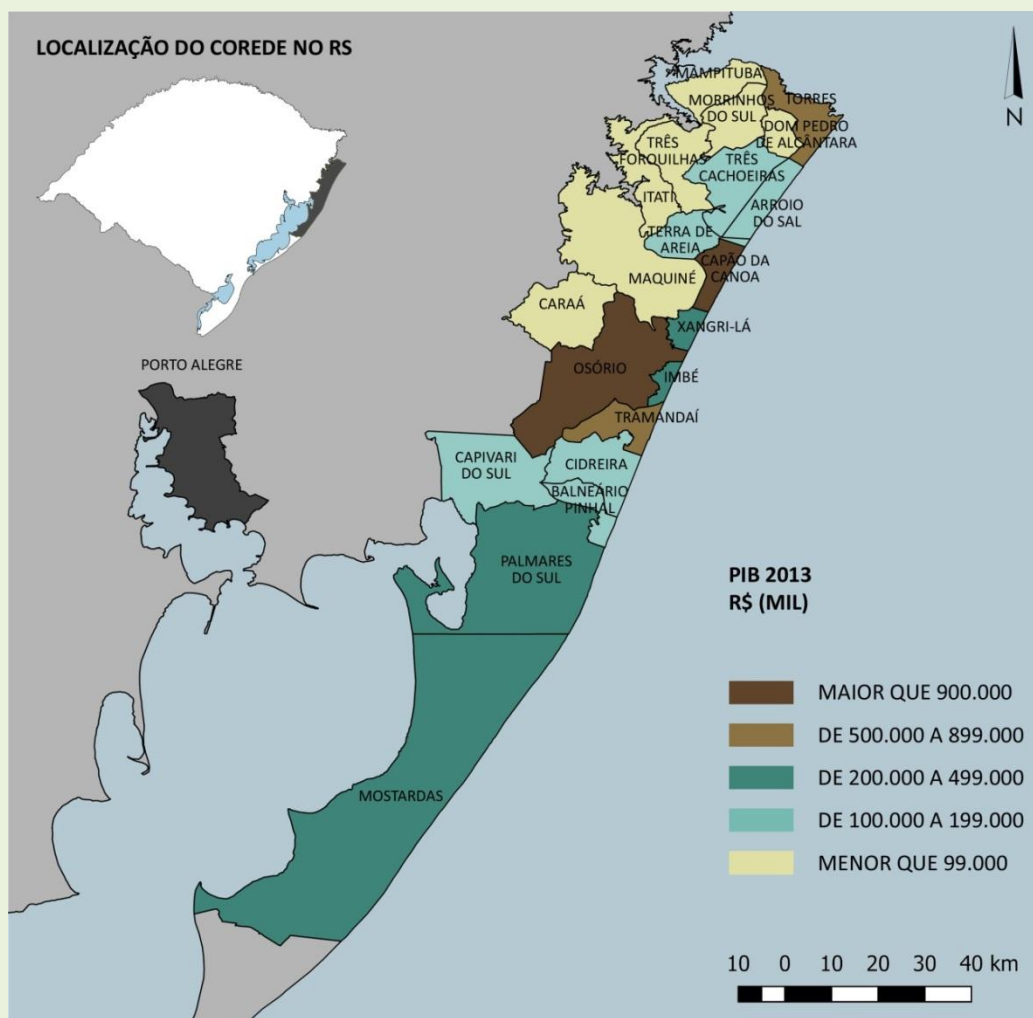 LOCALIZAÇÃO DO COREDE NO RS
N
MAMPITUBA
TORRES
MORRINHOS
DO SUL
DOM PEDRO
DE ALCÂNTARA
TRÊS
FORQUILHAS
TRÊS
CACHOEIRAS
ITATI
ARROIO
DO SAL
TERRA DE
AREIA
CAPÃO DA
CANOA
MAQUINÉ
CARAÁ
XANGRI-LÁ
PORTO ALEGRE
OSÓRIO
IMBÉ
TRAMANDAÍ
CAPIVARI
DO SUL
CIDREIRA
BALNEÁRIO
PINHAL
PALMARES
DO SUL
MOSTARDAS
PIB 2013
R$ (MIL)
MAIOR QUE 900.000
DE 500.000 A 899.000
DE 200.000 A 499.000
DE 100.000 A 199.000
MENOR QUE 99.000
10 0 10 20 30 40 km